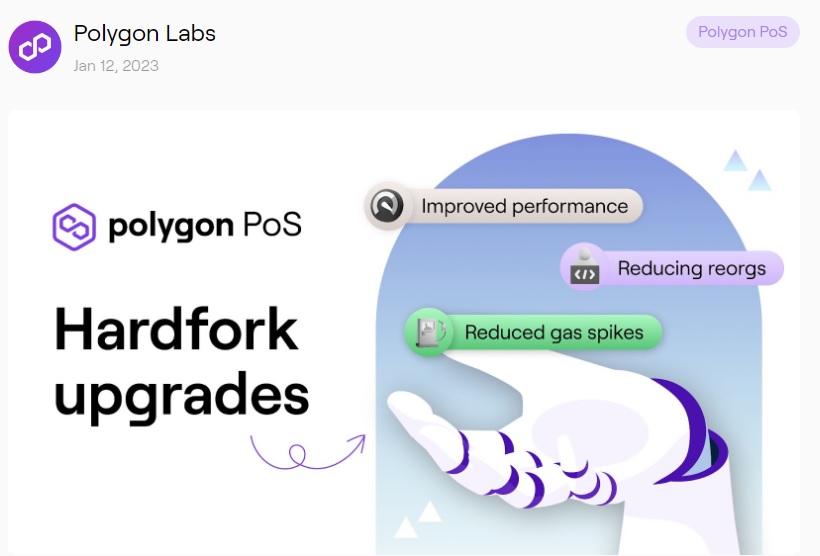 Polygon Labs
Jan 12, 2023
Polygon PoS
polygon PoS
Hardfork
upgrades
Improved performance
Reducing reorgs
Reduced gas spikes